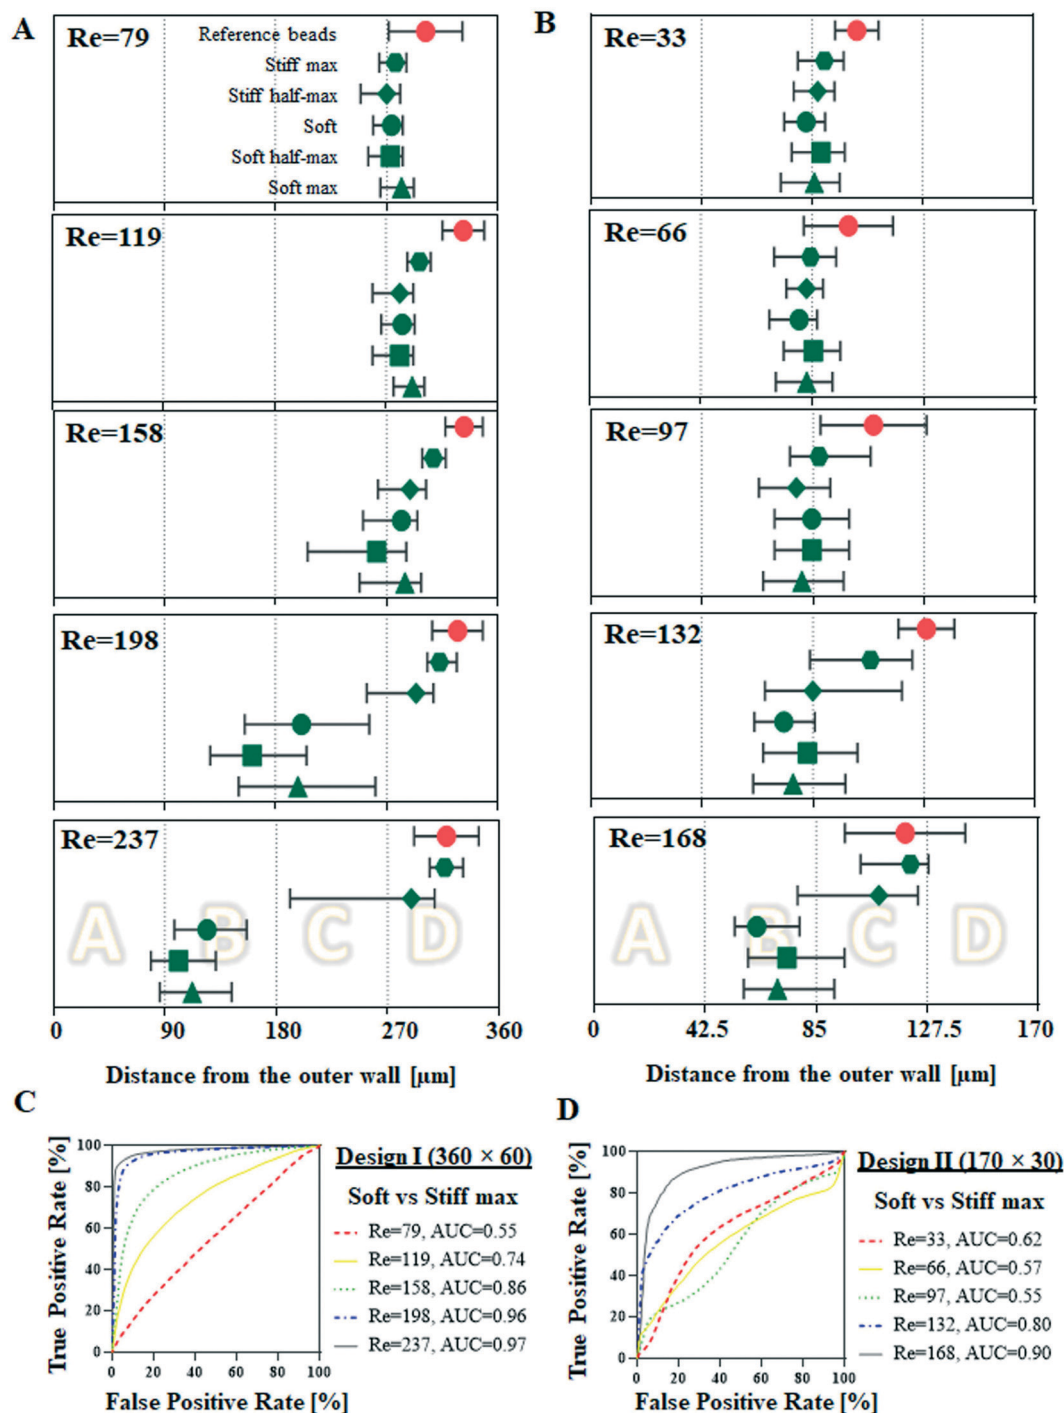 A
Re=79
Reference beads
Stiff max
Stiff half-max
Soft
Soft half-max
Soft max
Re=119
Re=158
Re=198
Re=237
A B C D
0 90 180 270 360
Distance from the outer wall [µm]
B
Re=33
Re=66
Re=97
Re=132
Re=168
A B C D
0 42.5 85 127.5 170
Distance from the outer wall [µm]
C
True Positive Rate [%]
100
80
60
40
20
0
0 20 40 60 80 100
False Positive Rate [%]
Design I (360 × 60)
Soft vs Stiff max
Re=79, AUC=0.55
Re=119, AUC=0.74
Re=158, AUC=0.86
Re=198, AUC=0.96
Re=237, AUC=0.97
D
True Positive Rate [%]
100
80
60
40
20
0
0 20 40 60 80 100
False Positive Rate [%]
Design II (170 × 30)
Soft vs Stiff max
Re=33, AUC=0.62
Re=66, AUC=0.57
Re=97, AUC=0.55
Re=132, AUC=0.80
Re=168, AUC=0.90